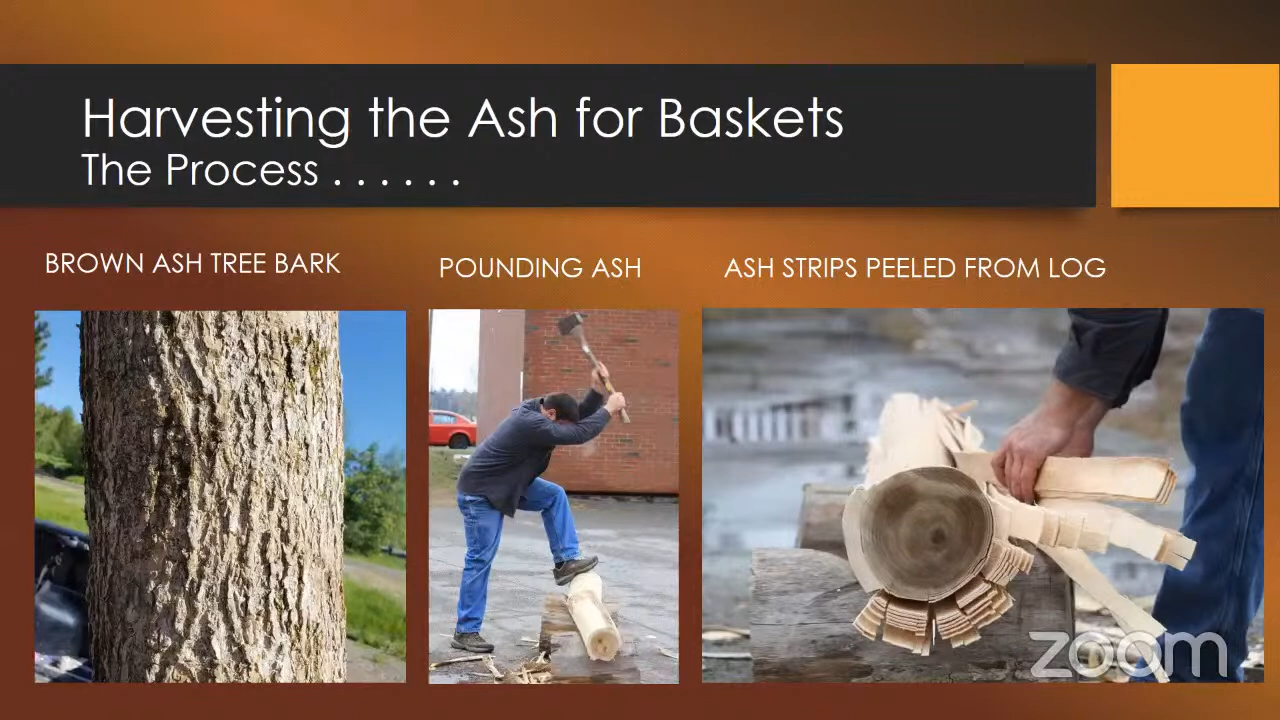 Harvesting the Ash for Baskets
The Process . . . . . .
BROWN ASH TREE BARK
POUNDING ASH
ASH STRIPS PEELED FROM LOG
zoom